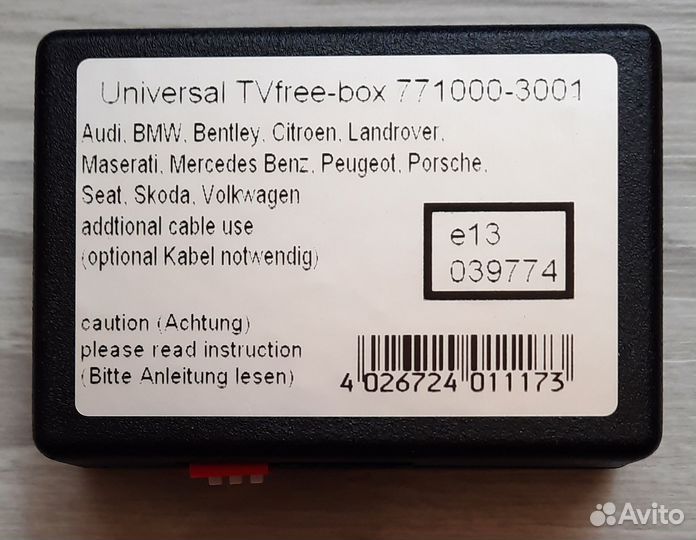 Universal TVfree-box 771000-3001
Audi, BMW, Bentley, Citroen, Landrover,
Maserati, Mercedes Benz, Peugeot, Porsche,
Seat, Skoda, Volkwagen
addtional cable use
(optional Kabel notwendig)
e13
039774
caution (Achtung)
please read instruction
(Bitte Anleitung lesen)
4 026724 011173
Avito